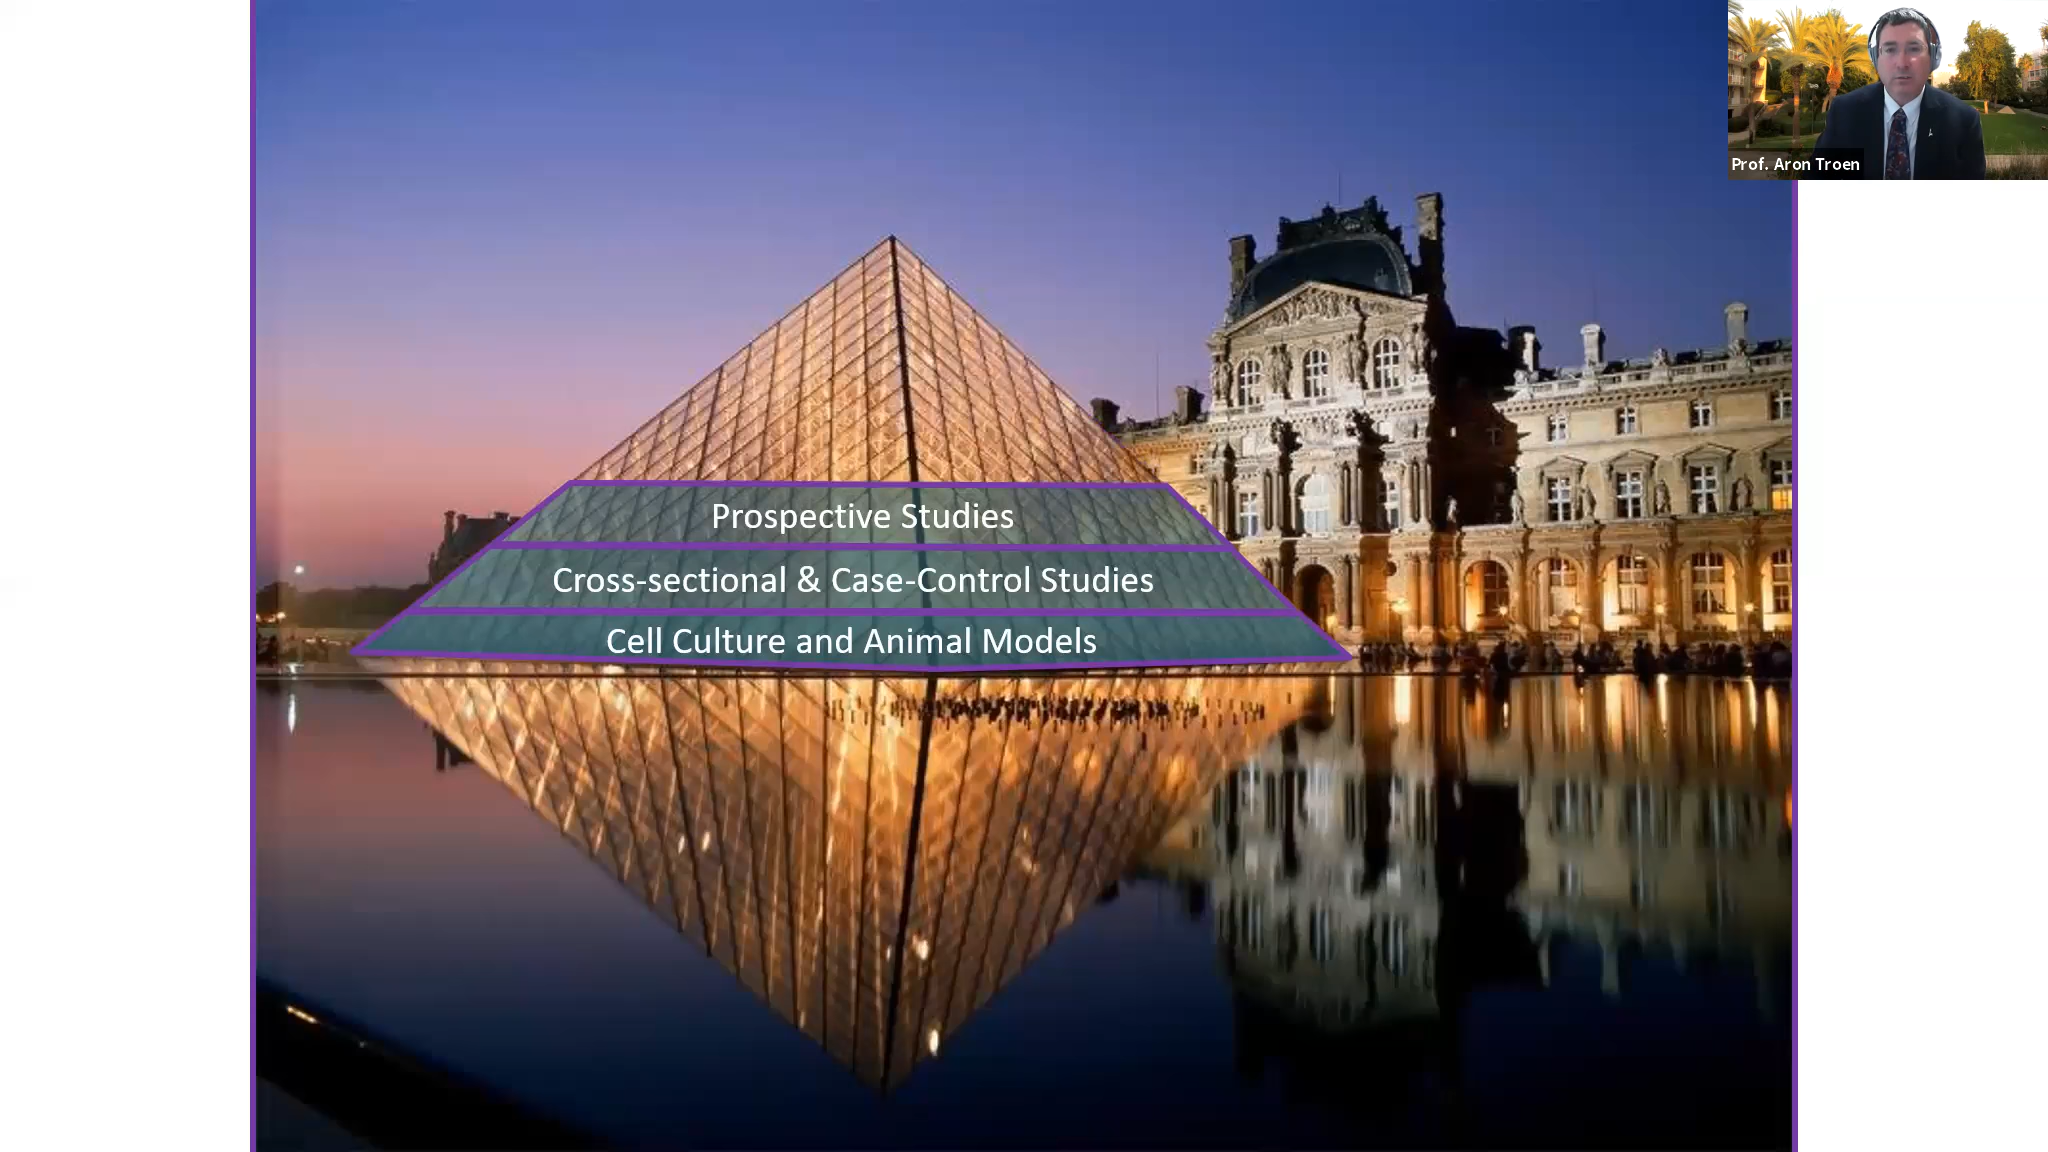 Prof. Aron Troen
Prospective Studies
Cross-sectional & Case-Control Studies
Cell Culture and Animal Models